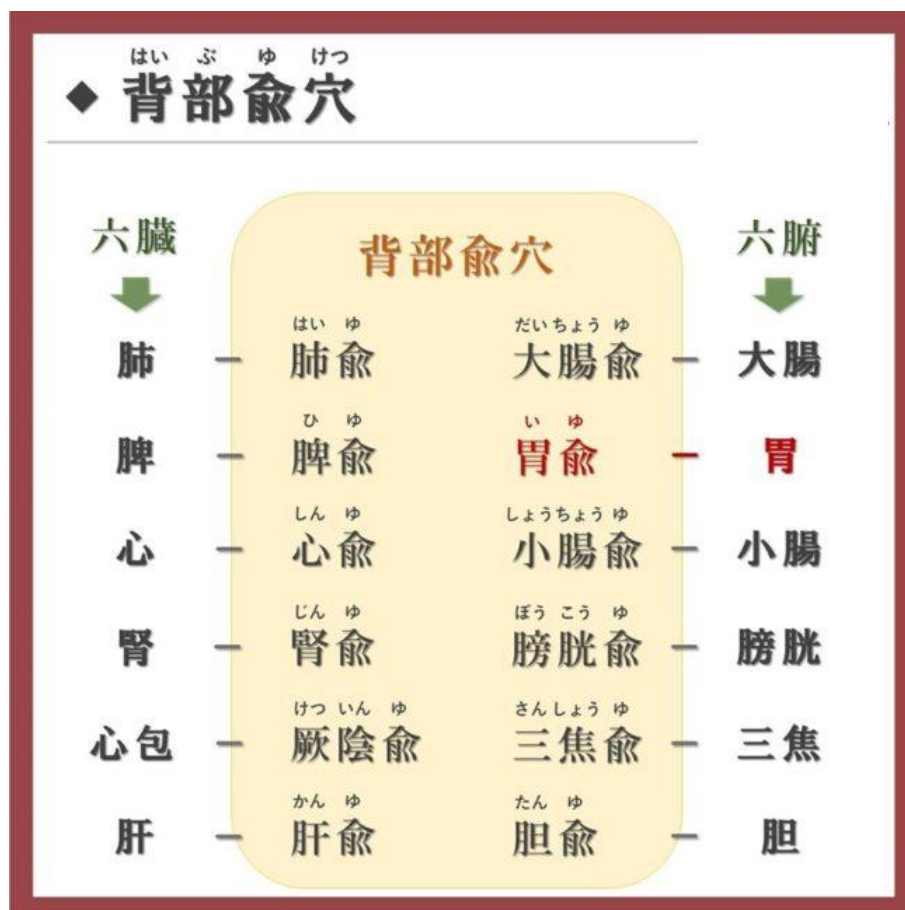 はい ぶ ゆ けつ
◆ 背部兪穴
六臓 背部兪穴 六腑
はい ゆ だいちょう ゆ
肺 － 肺兪 大腸兪 － 大腸
ひ ゆ い ゆ
脾 － 脾兪 胃兪 － 胃
しん ゆ しょうちょう ゆ
心 － 心兪 小腸兪 － 小腸
じん ゆ ぼう こう ゆ
腎 － 腎兪 膀胱兪 － 膀胱
けつ いん ゆ さんしょう ゆ
心包 － 厥陰兪 三焦兪 － 三焦
かん ゆ たん ゆ
肝 － 肝兪 胆兪 － 胆